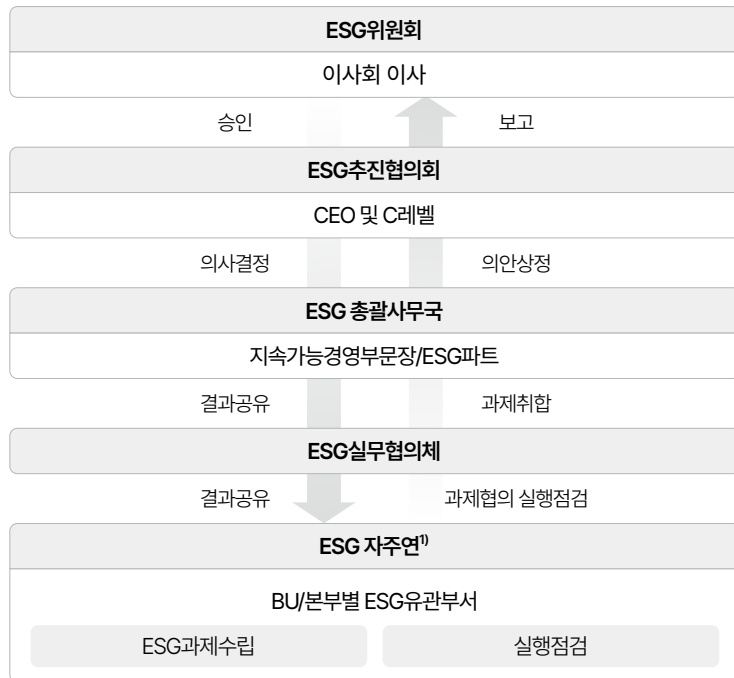 ESG위원회
이사회 이사
승인 보고
ESG추진협의회
CEO 및 C레벨
의사결정 의안상정
ESG 총괄사무국
지속가능경영부문장/ESG파트
결과공유 과제취합
ESG실무협의체
결과공유 과제협의 실행점검
ESG 자주연¹⁾
BU/본부별 ESG유관부서
ESG과제수립 실행점검